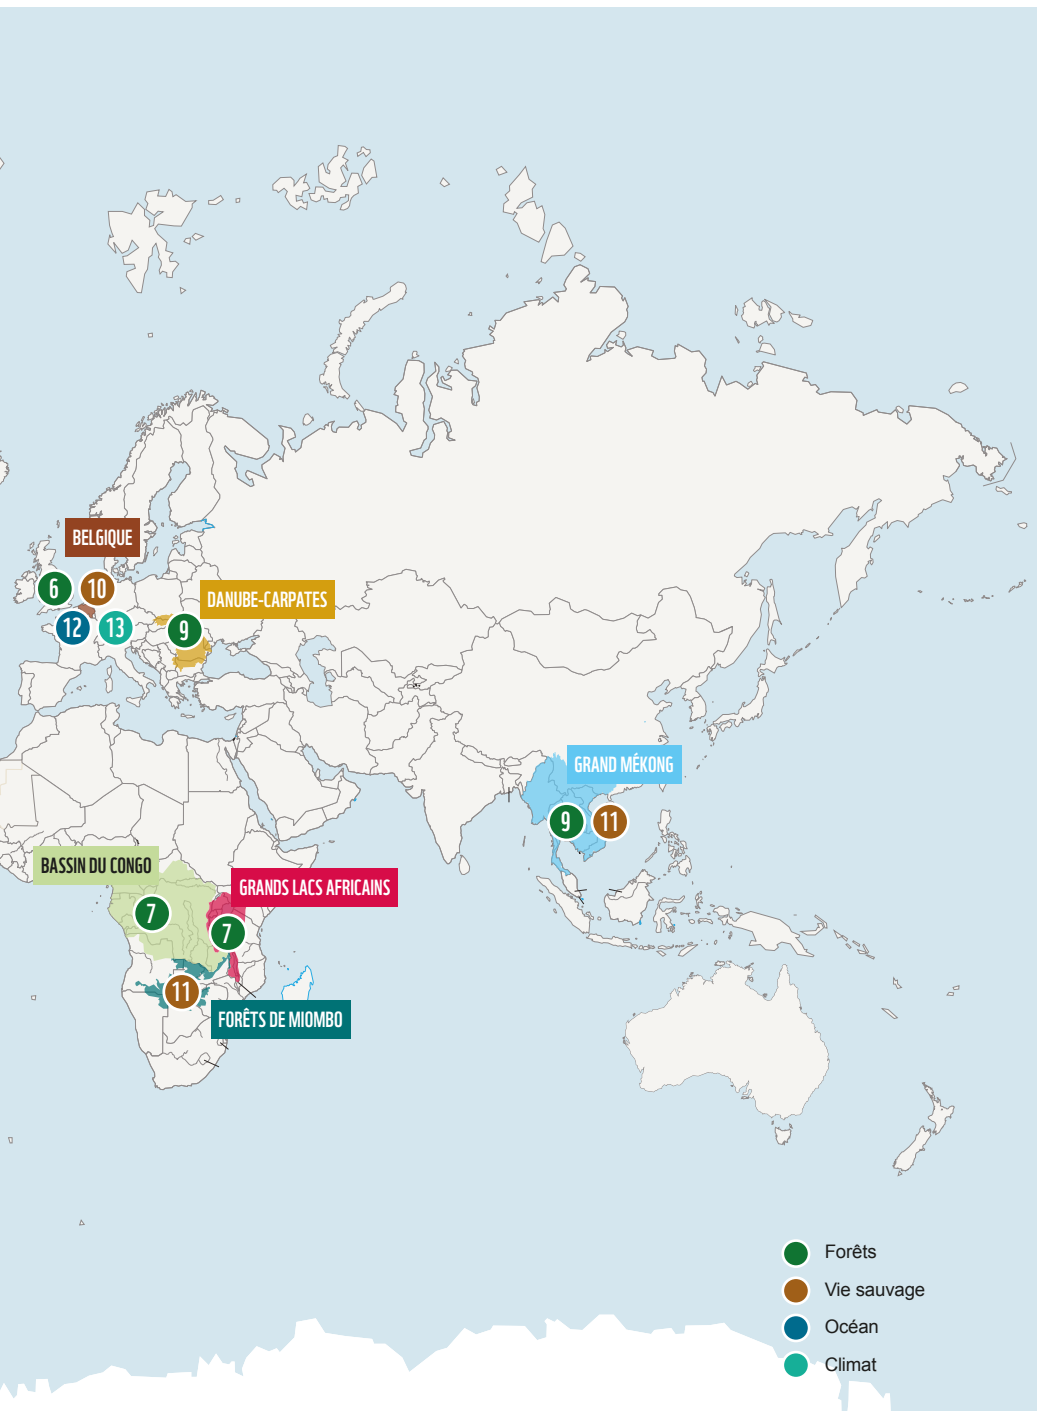 BELGIQUE
6
10
DANUBE-CARPATES
12
13
9
GRAND MÉKONG
9
11
BASSIN DU CONGO
GRANDS LACS AFRICAINS
7
7
11
FORÊTS DE MIOMBO
Forêts
Vie sauvage
Océan
Climat